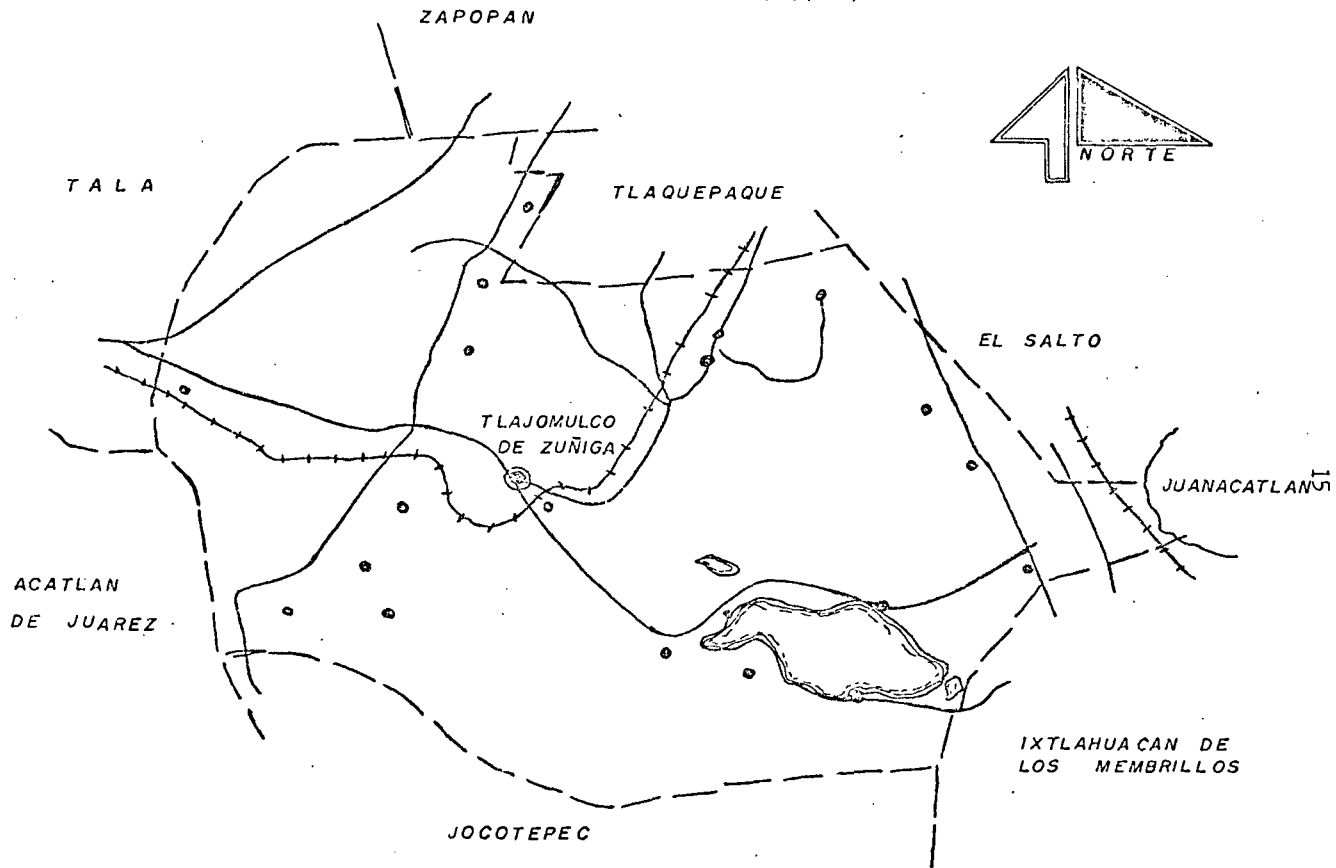 ZAPOPAN
NORTE
TALA
TLAQUEPAQUE
EL SALTO
TLAJOMULCO
DE ZUÑIGA
JUANACATLAN
15
ACATLAN
DE JUAREZ
IXTLAHUACAN DE
LOS MEMBRILLOS
JOCOTEPEC